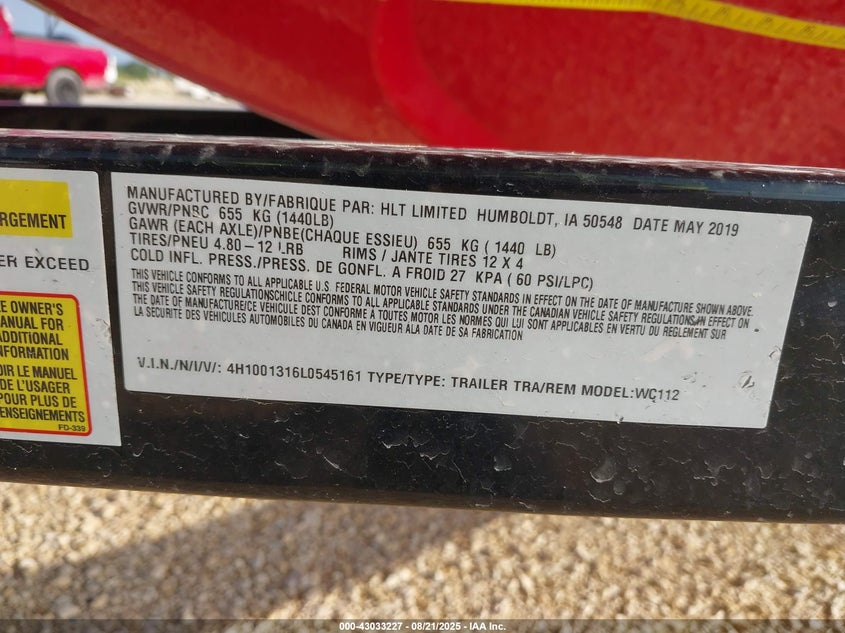 RGEMENT
ER EXCEED
E OWNER'S
ANUAL FOR
ADDITIONAL
NFORMATION
IR LE MANUEL
DE L'USAGER
POUR PLUS DE
ENSEIGNEMENTS
FD-339
MANUFACTURED BY/FABRIQUE PAR: HLT LIMITED HUMBOLDT, IA 50548 DATE MAY 2019
GVWR/PNBC 655 KG (1440LB)
GAWR (EACH AXLE)/PNBE(CHAQUE ESSIEU) 655 KG ( 1440 LB)
TIRES/PNEU 4.80-12 LRB RIMS / JANTE TIRES 12 X 4
COLD INFL. PRESS./PRESS. DE GONFL. A FROID 27 KPA ( 60 PSI/LPC)
THIS VEHICLE CONFORMS TO ALL APPLICABLE U.S. FEDERAL MOTOR VEHICLE SAFETY STANDARDS IN EFFECT ON THE DATE OF MANUFACTURE SHOWN ABOVE.
THIS VEHICLE CONFORMS TO ALL APPLICABLE STANDARDS UNDER THE CANADIAN VEHICLE SAFETY REGULATIONS IN EFFECT ON
THE DATE OF MANUFACTURE/CE VEHICULE DEST CONFORME A TOUTES MOTOR LES NORMES QUI LUI SONT APPLICABLES EN VERTU DU REGLEMENT SUR
LA SECURITE DES VEHICULES AUTOMOBILES DU CANADA EN VIGUEUR ALA DATE DE SA FABRICATION
V.I.N./N/I/V/: 4H1001316L0545161 TYPE/TYPE: TRAILER TRA/REM MODEL:WC112
000-43033227 - 08/21/2025 - IAA Inc.